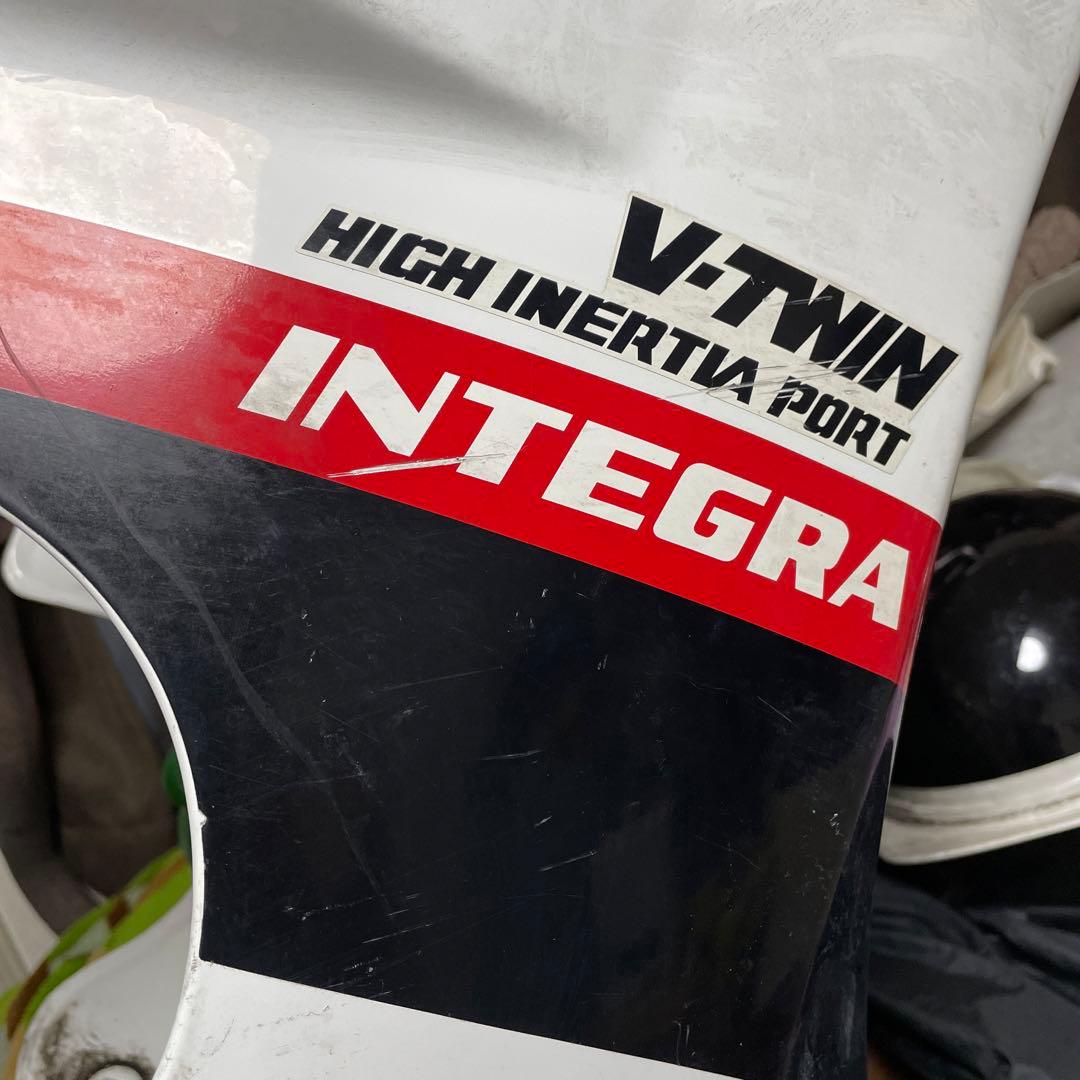 V-TWIN
HIGH INERTIA PORT
INTEGRA